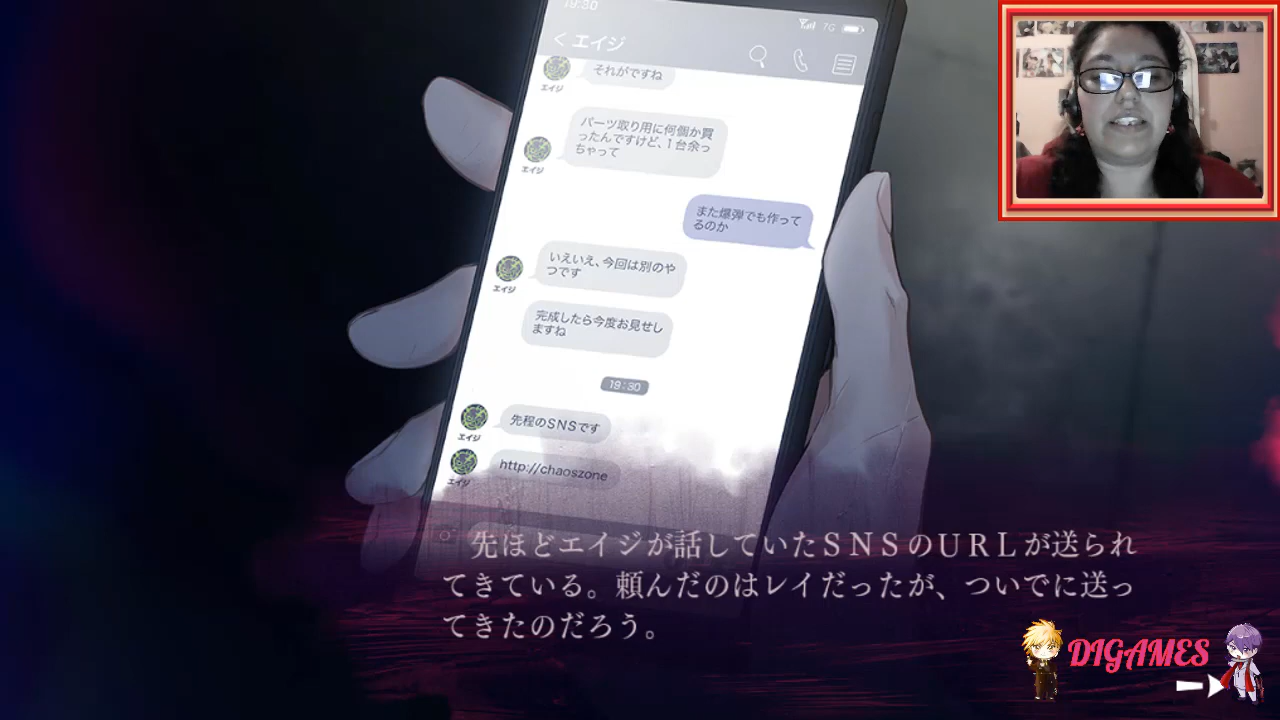 19:30
7G
< エイジ
それがですね
エイジ
パーツ取り用に何個か買
ったんですけど、1台余っ
ちゃって
エイジ
また爆弾でも作って
るのか
いえいえ、今回は別のや
つです
エイジ
完成したら今度お見せし
ますね
19:30
先程のSNSです
エイジ
http://chaoszone
エイジ
先ほどエイジが話していたＳＮＳのＵＲＬが送られ
てきている。頼んだのはレイだったが、ついでに送っ
てきたのだろう。
DIGAMES